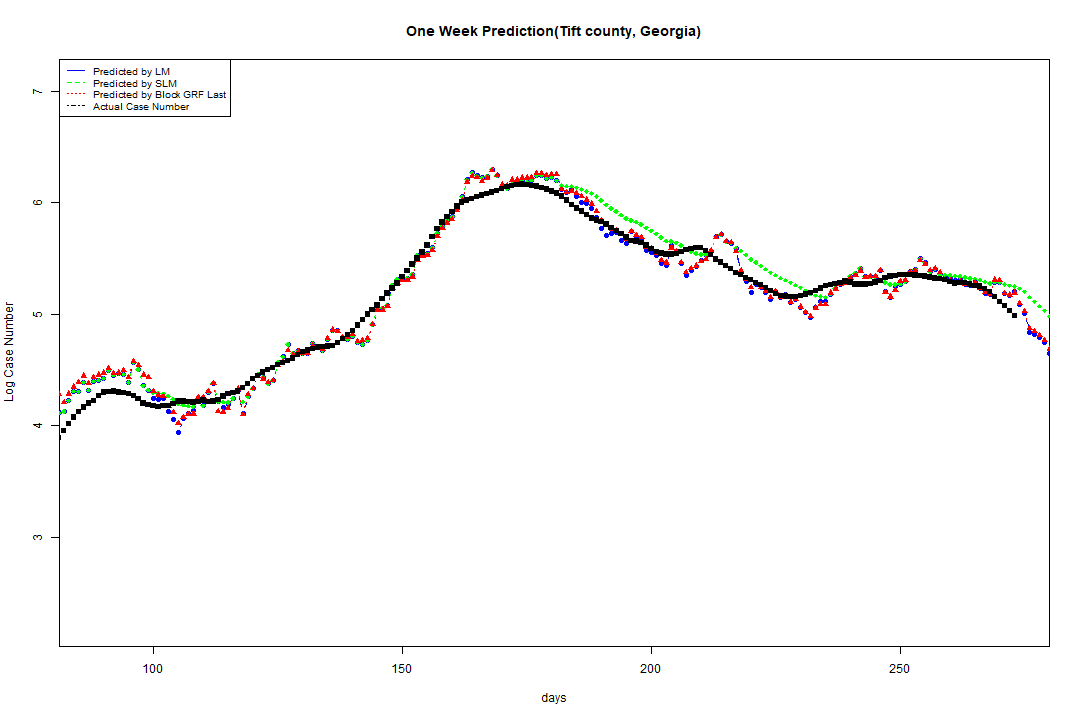 One Week Prediction(Tift county, Georgia)
Predicted by LM
Predicted by SLM
Predicted by Block GRF Last
Actual Case Number
7
6
5
4
3
Log Case Number
100 150 200 250
days